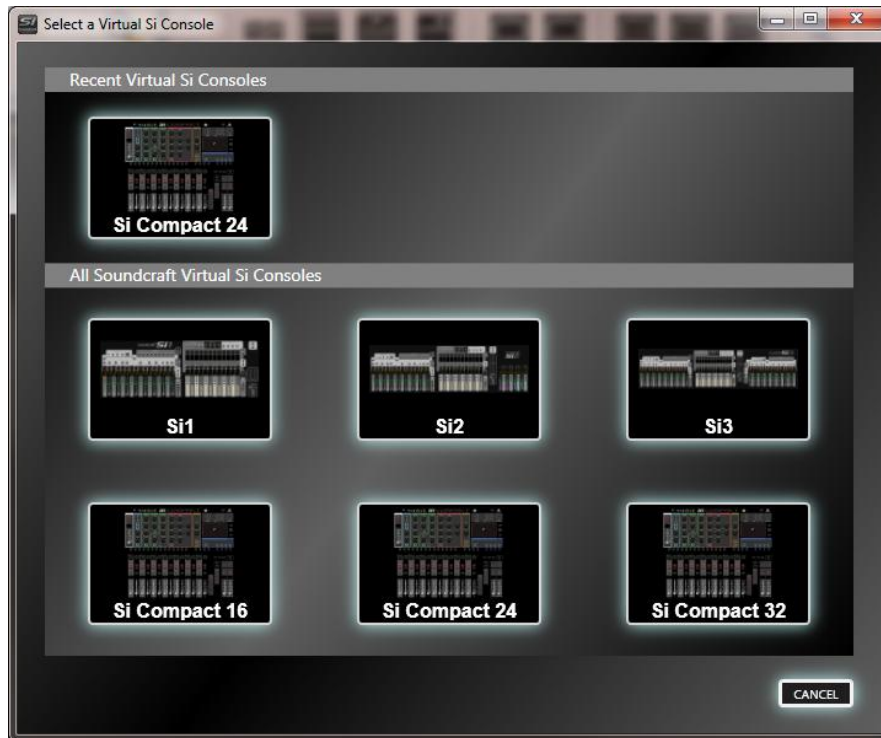 Si
Select a Virtual Si Console
Recent Virtual Si Consoles
Si Compact 24
All Soundcraft Virtual Si Consoles
Si1
Si2
Si3
Si Compact 16
Si Compact 24
Si Compact 32
CANCEL